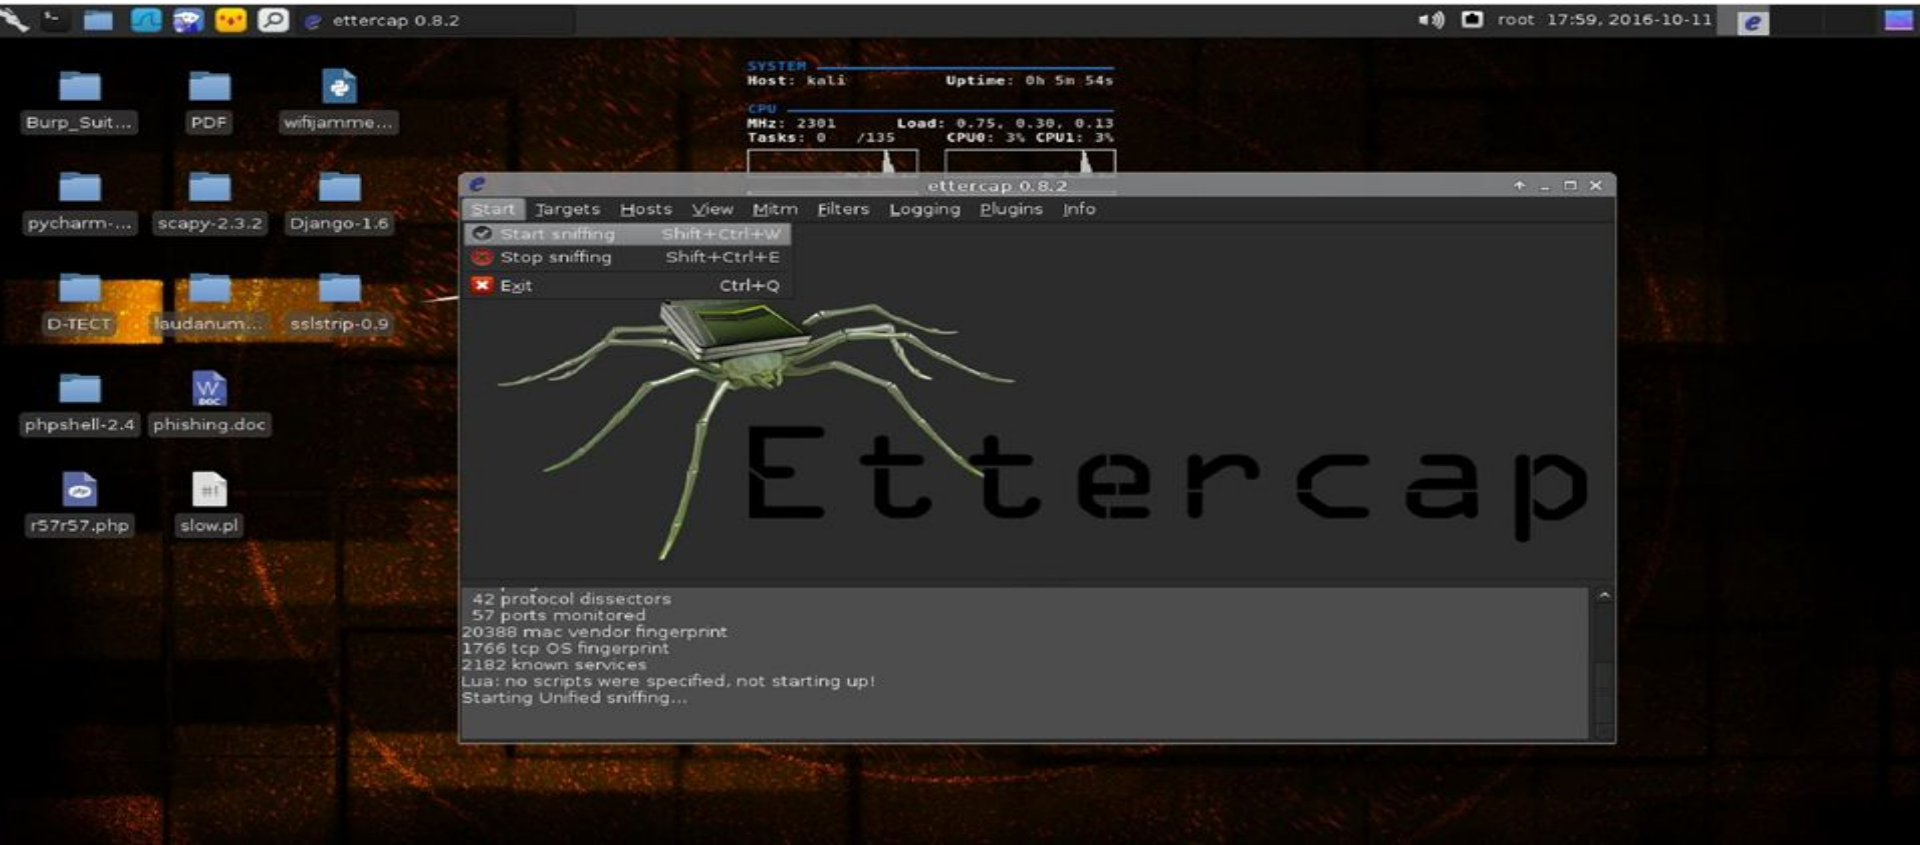 ettercap 0.8.2
root 17:59, 2016-10-11
SYSTEM
Host: kali Uptime: 0h 5m 54s
CPU
MHz: 2301 Load: 0.75, 0.30, 0.13
Tasks: 0 /135 CPU0: 3% CPU1: 3%
Burp_Suit... PDF wifijamme...
pycharm-... scapy-2.3.2 Django-1.6
D-TECT laudanum... sslstrip-0.9
phpshell-2.4 phishing.doc
r57r57.php slow.pl
ettercap 0.8.2
Start Targets Hosts View Mitm Filters Logging Plugins Info
Start sniffing Shift+Ctrl+W
Stop sniffing Shift+Ctrl+E
Exit Ctrl+Q
Ettercap
42 protocol dissectors
57 ports monitored
20388 mac vendor fingerprint
1766 tcp OS fingerprint
2182 known services
Lua: no scripts were specified, not starting up!
Starting Unified sniffing...